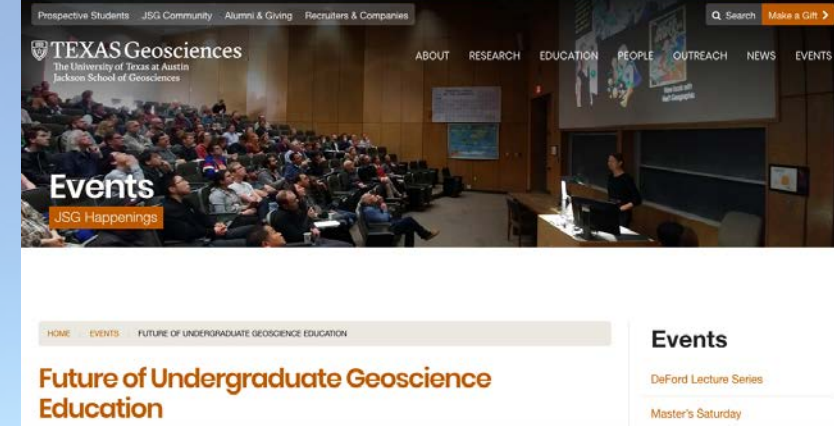 Prospective Students JSG Community Alumni & Giving Recruiters & Companies
Search Make a Gift
TEXAS Geosciences
The University of Texas at Austin
Jackson School of Geosciences
ABOUT RESEARCH EDUCATION PEOPLE OUTREACH NEWS EVENTS
Events
JSG Happenings
HOME EVENTS FUTURE OF UNDERGRADUATE GEOSCIENCE EDUCATION
Future of Undergraduate Geoscience
Education
Events
DeFord Lecture Series
Master's Saturday